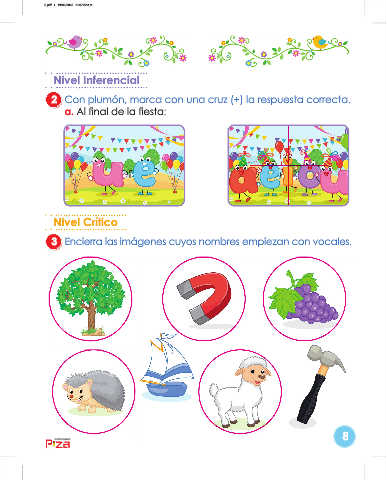 Nivel Inferencial
2 Con plumón, marca con una cruz (+) la respuesta correcta.
a. Al final de la fiesta:
u e
a e i o u
Nivel Crítico
3 Encierra las imágenes cuyos nombres empiezan con vocales.
PIZA
8